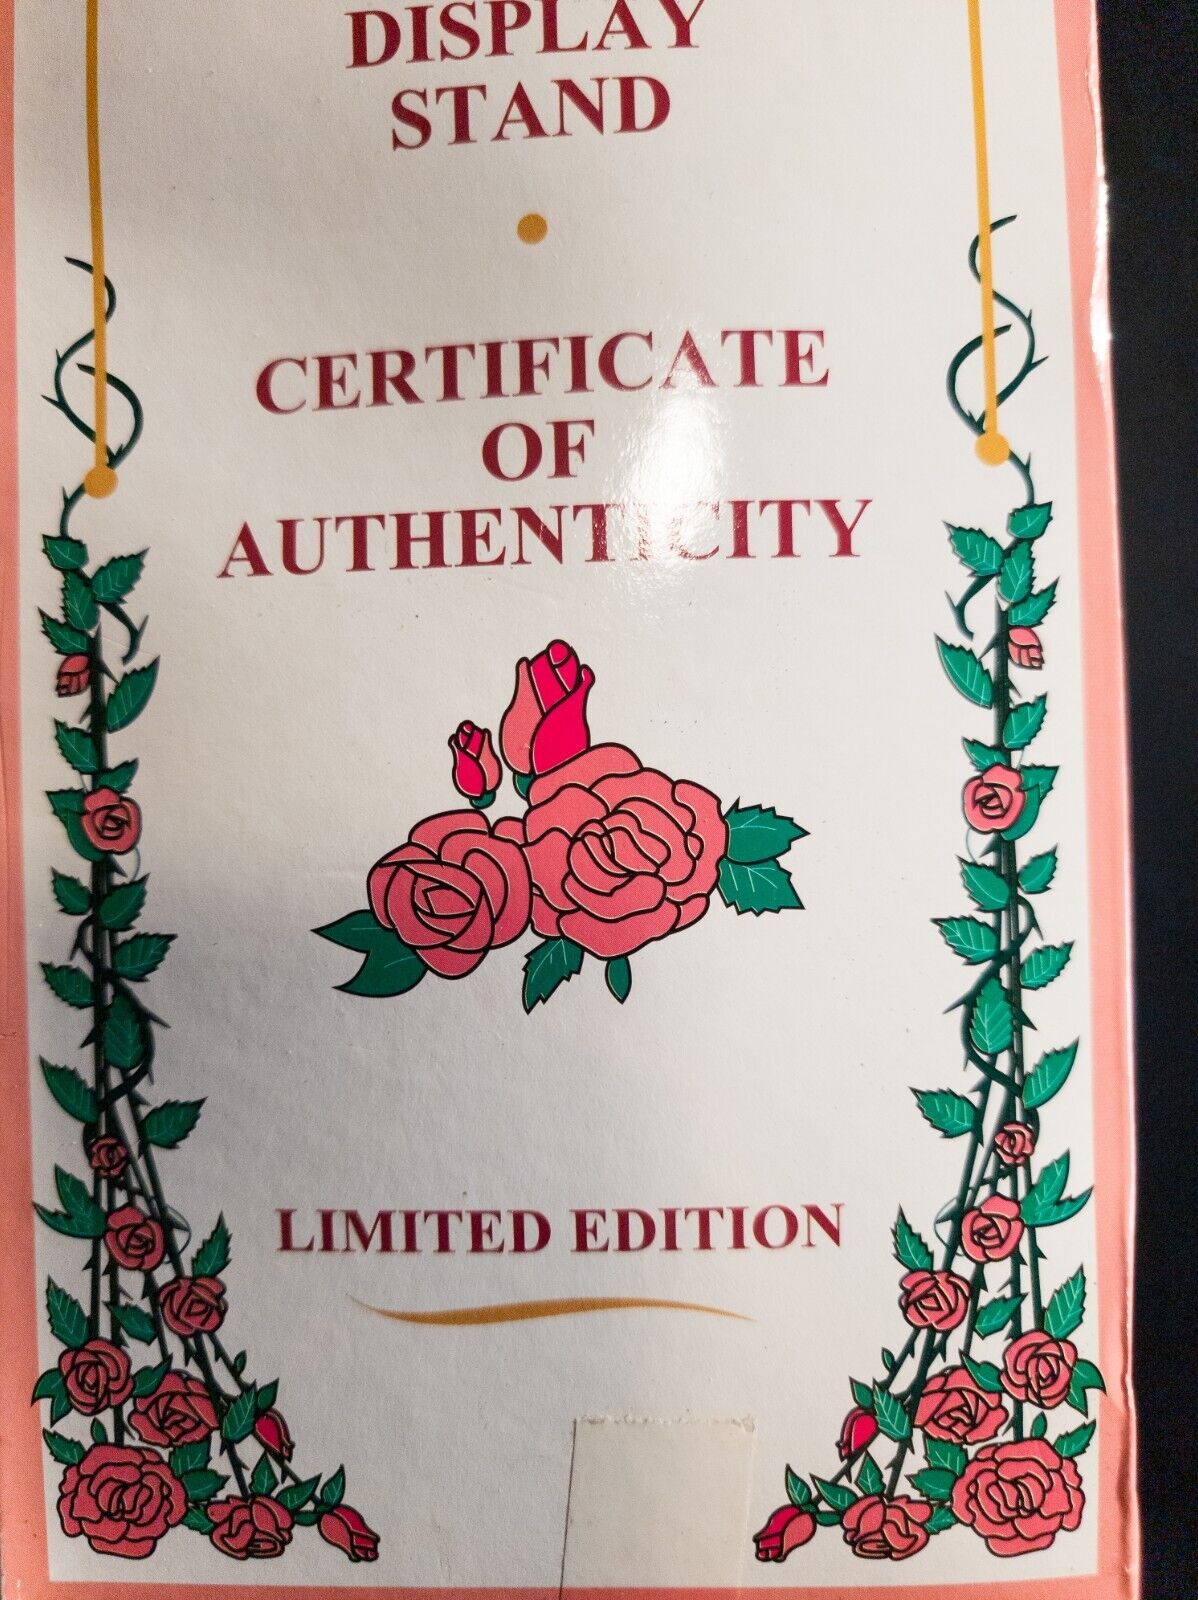 DISPLAY
STAND
CERTIFICATE
OF
AUTHENTICITY
LIMITED EDITION